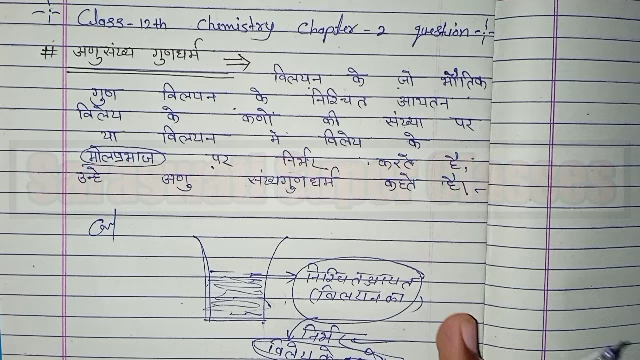 -:- Class-12th Chemistry Chapter-2 question -:-
# अणुसंख्य गुणधर्म ⇒
विलयन के जो भौतिक
गुण विलयन के निश्चित आयतन
विलेय के कणों की संख्या पर
या विलयन में विलेय के
मोलप्रभाज पर निर्भर करते है,
उन्हे अणु संख्यगुणधर्म कहते है।-
निश्चित आयतन
(विलयन का)
निर्भर
विलेय के